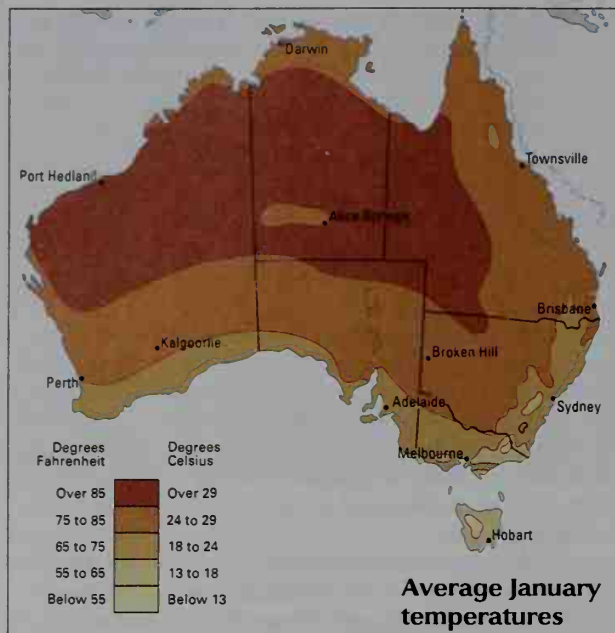 Darwin
Townsville
Port Hedland
Alice Springs
Brisbane
Kalgoorlie
Broken Hill
Perth
Adelaide
Sydney
Melbourne
Hobart
Degrees Fahrenheit
Degrees Celsius
Over 85
Over 29
75 to 85
24 to 29
65 to 75
18 to 24
55 to 65
13 to 18
Below 55
Below 13
Average January
temperatures